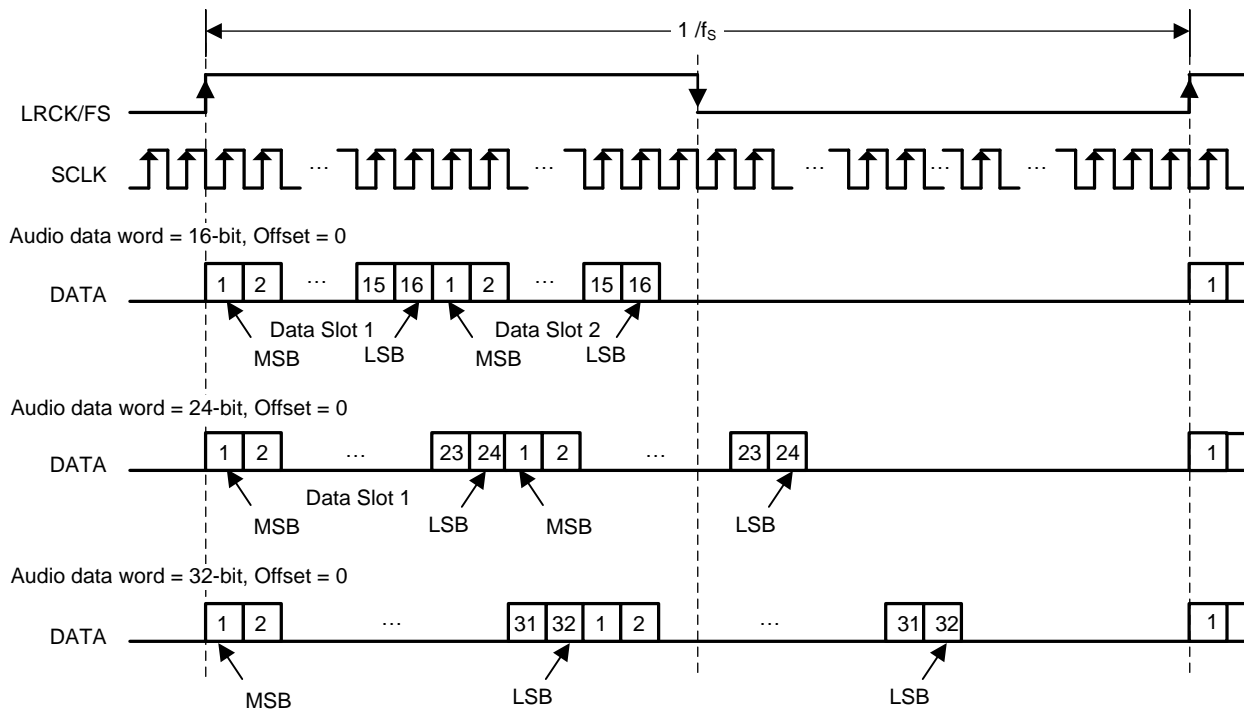 1 /fS
LRCK/FS
SCLK
... ... ... ... ...
Audio data word = 16-bit, Offset = 0
DATA 1 2 ... 15 16 1 2 ... 15 16 1
Data Slot 1 Data Slot 2
MSB LSB MSB LSB
Audio data word = 24-bit, Offset = 0
DATA 1 2 ... 23 24 1 2 ... 23 24 1
Data Slot 1
MSB LSB MSB LSB
Audio data word = 32-bit, Offset = 0
DATA 1 2 ... 31 32 1 2 ... 31 32 1
MSB LSB LSB